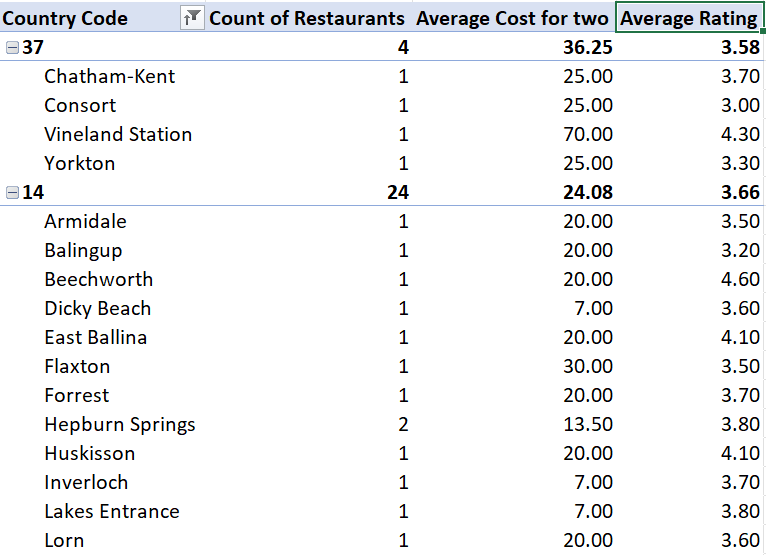 Country Code Count of Restaurants Average Cost for two Average Rating
37 4 36.25 3.58
Chatham-Kent 1 25.00 3.70
Consort 1 25.00 3.00
Vineland Station 1 70.00 4.30
Yorkton 1 25.00 3.30
14 24 24.08 3.66
Armidale 1 20.00 3.50
Balingup 1 20.00 3.20
Beechworth 1 20.00 4.60
Dicky Beach 1 7.00 3.60
East Ballina 1 20.00 4.10
Flaxton 1 30.00 3.50
Forrest 1 20.00 3.70
Hepburn Springs 2 13.50 3.80
Huskisson 1 20.00 4.10
Inverloch 1 7.00 3.70
Lakes Entrance 1 7.00 3.80
Lorn 1 20.00 3.60